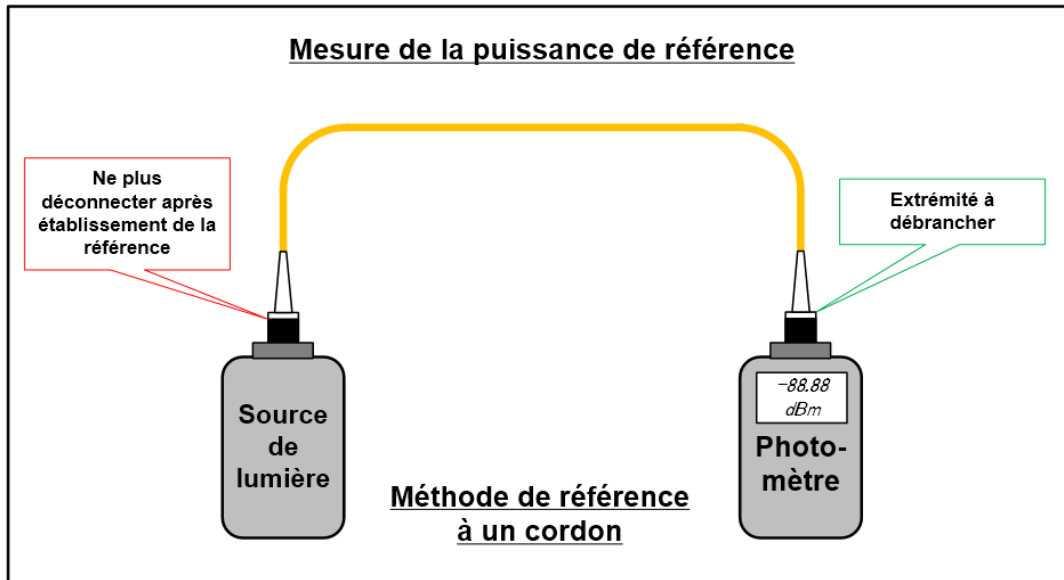 Mesure de la puissance de référence
Ne plus
déconnecter après
établissement de la
référence
Extrémité à
débrancher
Source
de
lumière
-88.88
dBm
Photo-
mètre
Méthode de référence
à un cordon